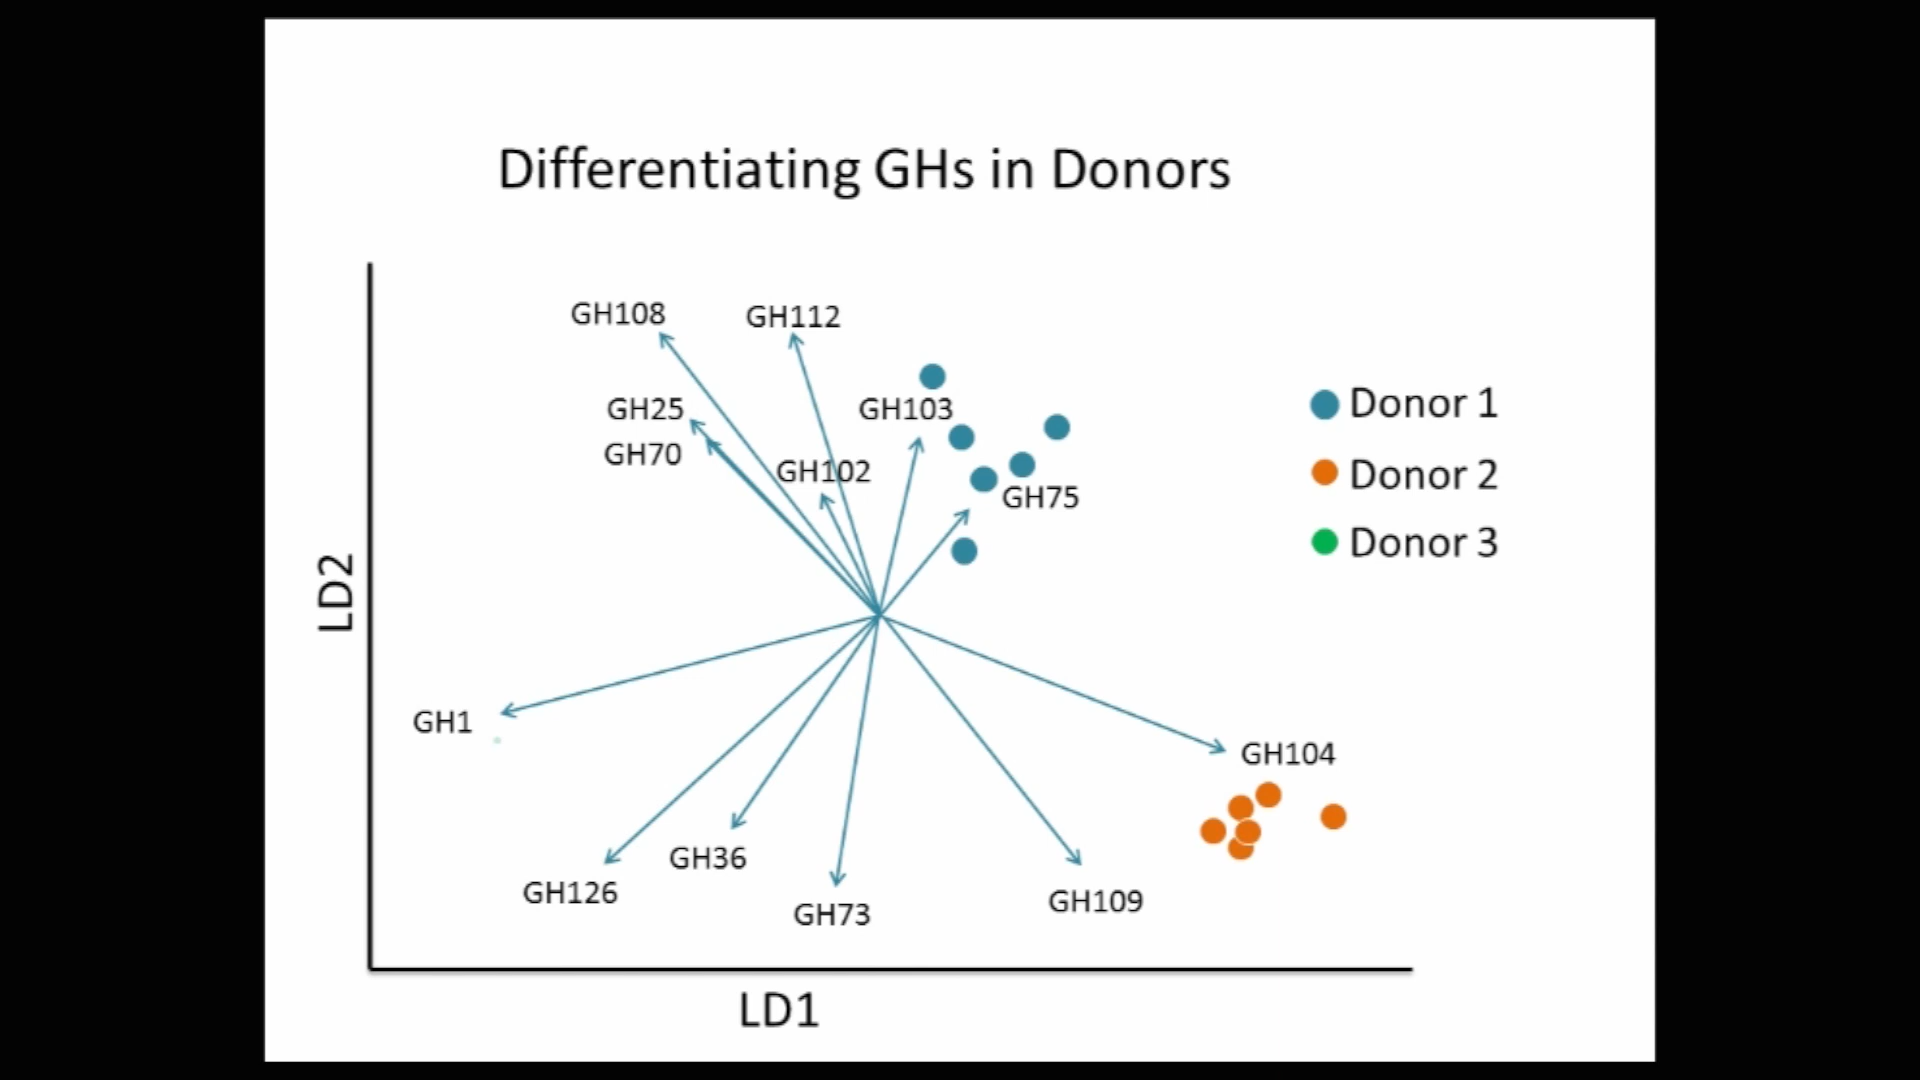 Differentiating GHs in Donors
GH108
GH112
GH25
GH103
GH70
GH102
GH75
Donor 1
Donor 2
Donor 3
LD2
GH1
GH104
GH36
GH126
GH73
GH109
LD1